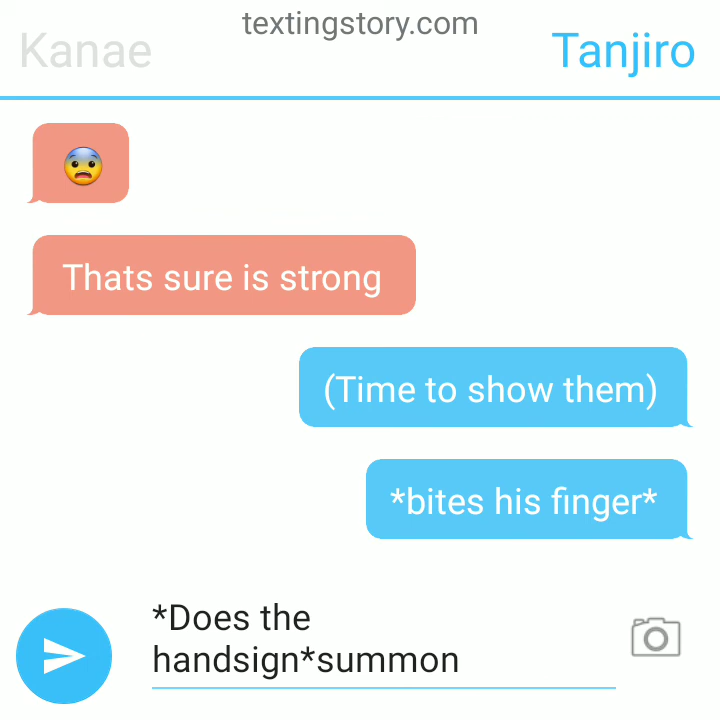 textingstory.com
Kanae
Tanjiro
Thats sure is strong
(Time to show them)
*bites his finger*
*Does the
handsign*summon